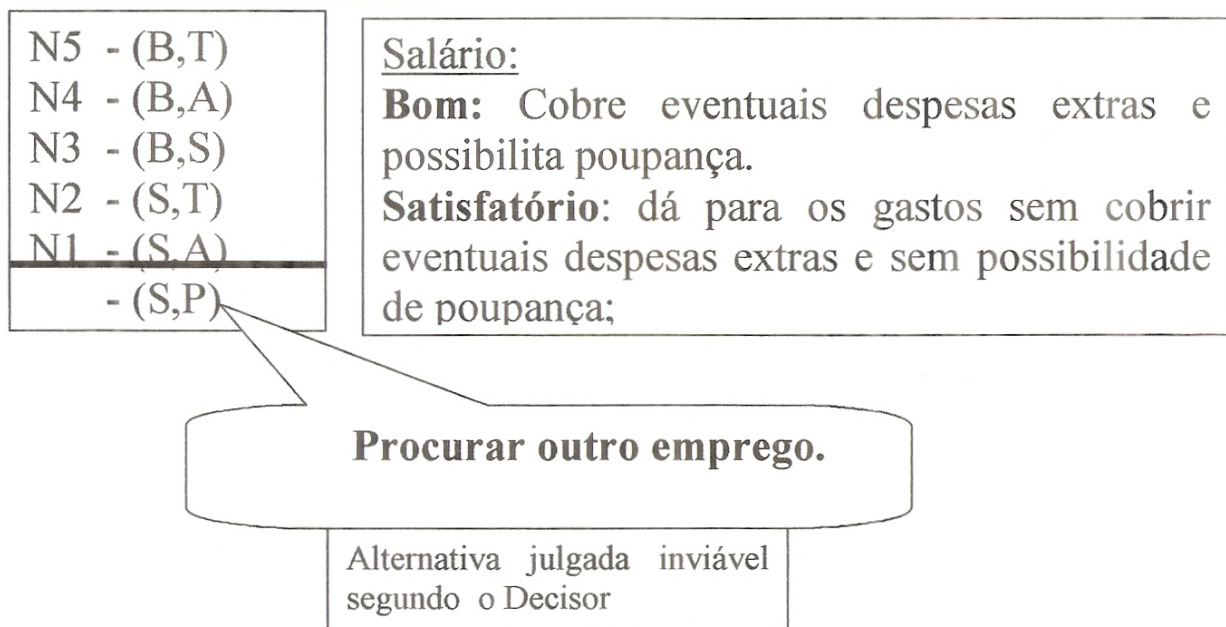 N5 - (B,T)
N4 - (B,A)
N3 - (B,S)
N2 - (S,T)
N1 - (S,A)
- (S,P)
Salário:
Bom: Cobre eventuais despesas extras e
possibilita poupança.
Satisfatório: dá para os gastos sem cobrir
eventuais despesas extras e sem possibilidade
de poupança;
Procurar outro emprego.
Alternativa julgada inviável
segundo o Decisor